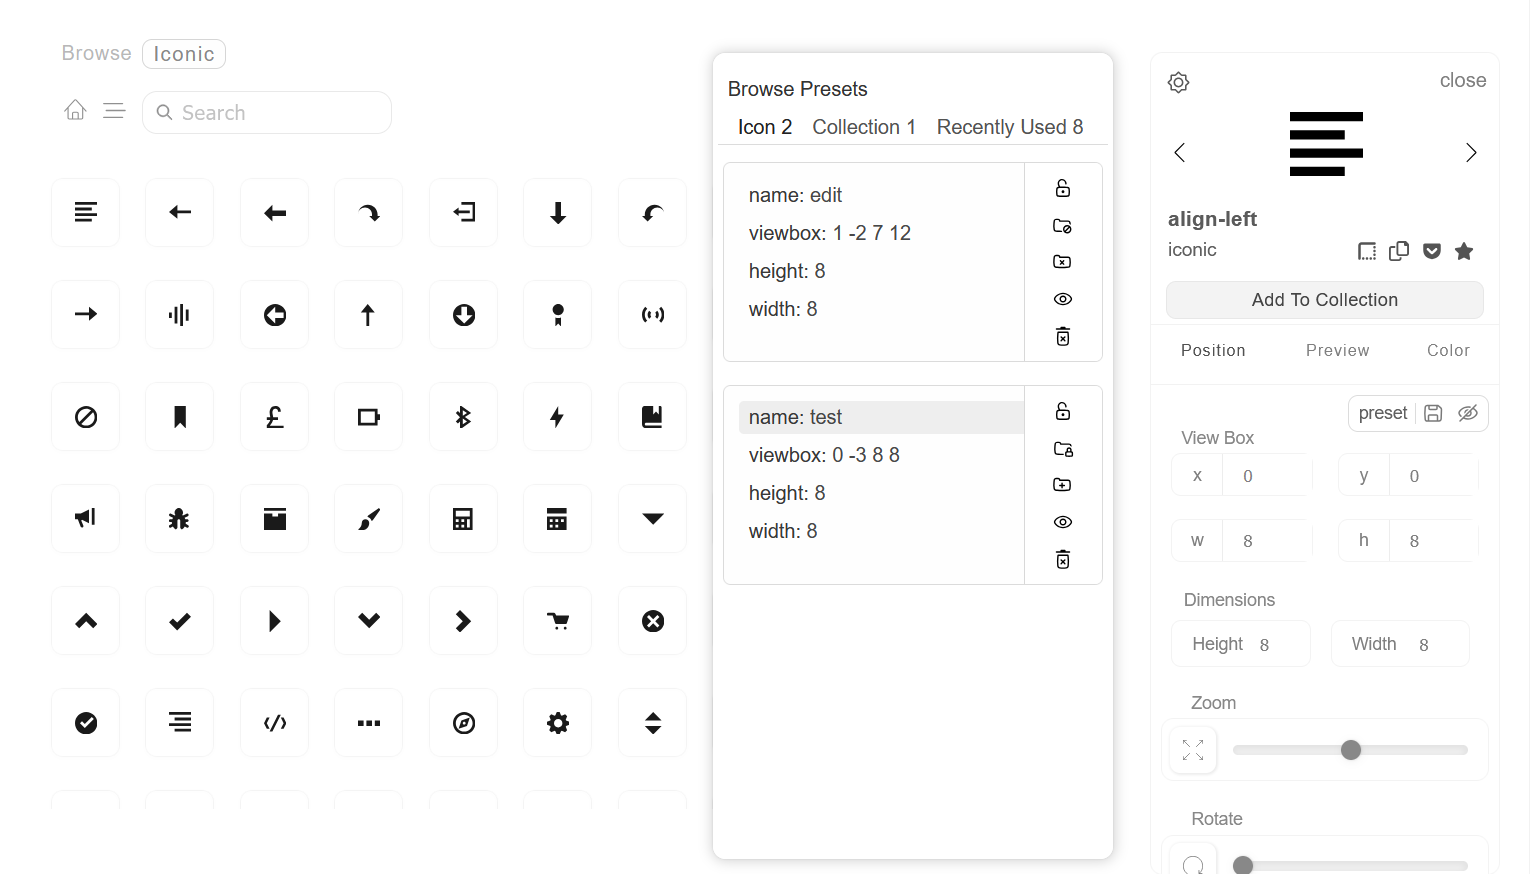 Browse Iconic
Search
Browse Presets
Icon 2 Collection 1 Recently Used 8
name: edit
viewbox: 1 -2 7 12
height: 8
width: 8
name: test
viewbox: 0 -3 8 8
height: 8
width: 8
close
align-left
iconic
Add To Collection
Position Preview Color
preset
View Box
x 0 y 0
w 8 h 8
Dimensions
Height 8 Width 8
Zoom
Rotate